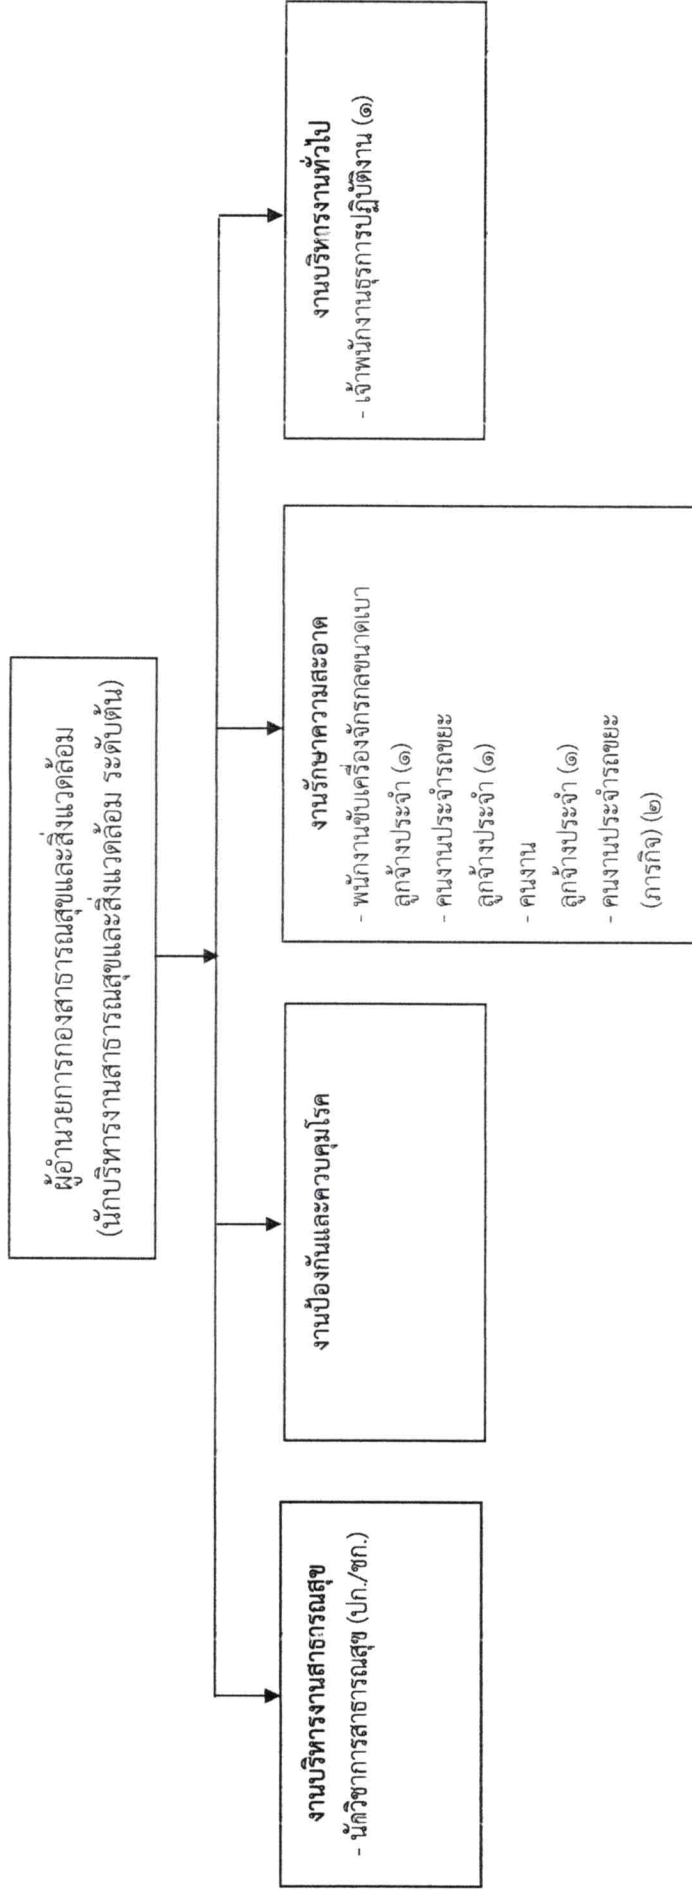 ผู้อำนวยการกองสาธารณสุขและสิ่งแวดล้อม
(นักบริหารงานสาธารณสุขและสิ่งแวดล้อม ระดับต้น)
งานบริหารงานสาธารณสุข
- นักวิชาการสาธารณสุข (ปก./ชก.)
งานป้องกันและควบคุมโรค
งานรักษาความสะอาด
- พนักงานขับเครื่องจักรกลขนาดเบา
ลูกจ้างประจำ (๑)
- คนงานประจำรถขยะ
ลูกจ้างประจำ (๑)
- คนงาน
ลูกจ้างประจำ (๑)
- คนงานประจำรถขยะ
(ภารกิจ) (๒)
งานบริหารงานทั่วไป
- เจ้าพนักงานธุรการปฏิบัติงาน (๑)